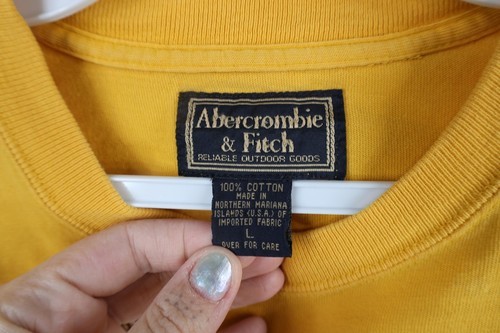 Abercrombie
& Fitch
RELIABLE OUTDOOR GOODS
100% COTTON
MADE IN
NORTHERN MARIANA
ISLANDS (U.S.A.) OF
IMPORTED FABRIC
L
OVER FOR CARE